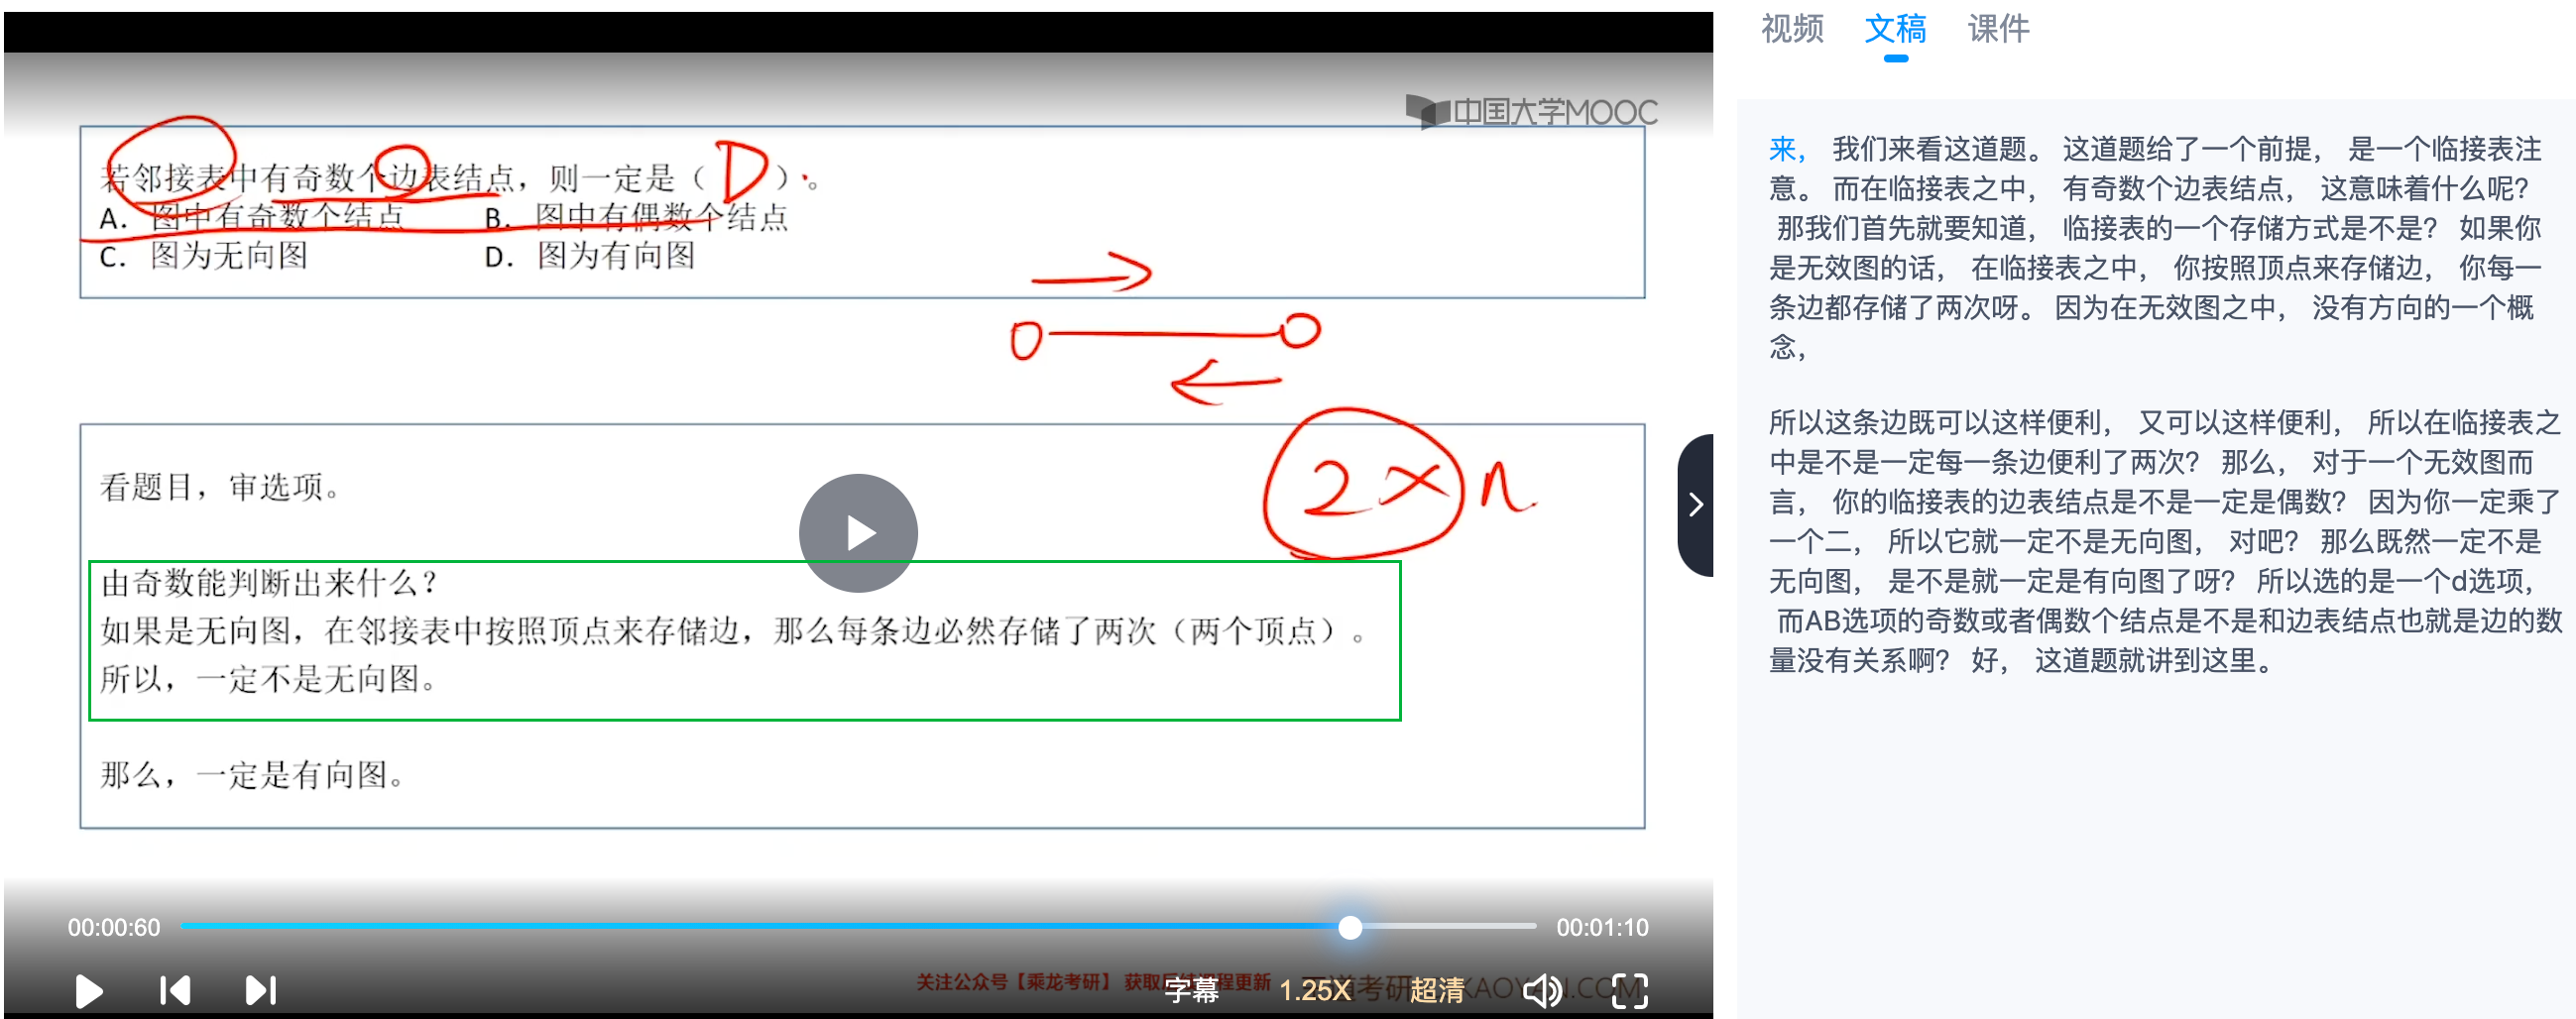 中国大学MOOC
若邻接表中有奇数个边表结点，则一定是（ D ）。
A. 图中有奇数个结点 B. 图中有偶数个结点
C. 图为无向图 D. 图为有向图
2×n
看题目，审选项。
由奇数能判断出来什么？
如果是无向图，在邻接表中按照顶点来存储边，那么每条边必然存储了两次（两个顶点）。
所以，一定不是无向图。
那么，一定是有向图。
00:00:60 00:01:10
关注公众号【乘龙考研】 获取后续课程更新
字幕 1.25X 超清
视频 文稿 课件
来， 我们来看这道题。 这道题给了一个前提， 是一个临接表注
意。 而在临接表之中， 有奇数个边表结点， 这意味着什么呢？
那我们首先就要知道， 临接表的一个存储方式是不是？ 如果你
是无效图的话， 在临接表之中， 你按照顶点来存储边， 你每一
条边都存储了两次呀。 因为在无效图之中， 没有方向的一个概
念，
所以这条边既可以这样便利， 又可以这样便利， 所以在临接表之
中是不是一定每一条边便利了两次？ 那么， 对于一个无效图而
言， 你的临接表的边表结点是不是一定是偶数？ 因为你一定乘了
一个二， 所以它就一定不是无向图， 对吧？ 那么既然一定不是
无向图， 是不是就一定是有向图了呀？ 所以选的是一个d选项，
而AB选项的奇数或者偶数个结点是不是和边表结点也就是边的数
量没有关系啊？ 好， 这道题就讲到这里。